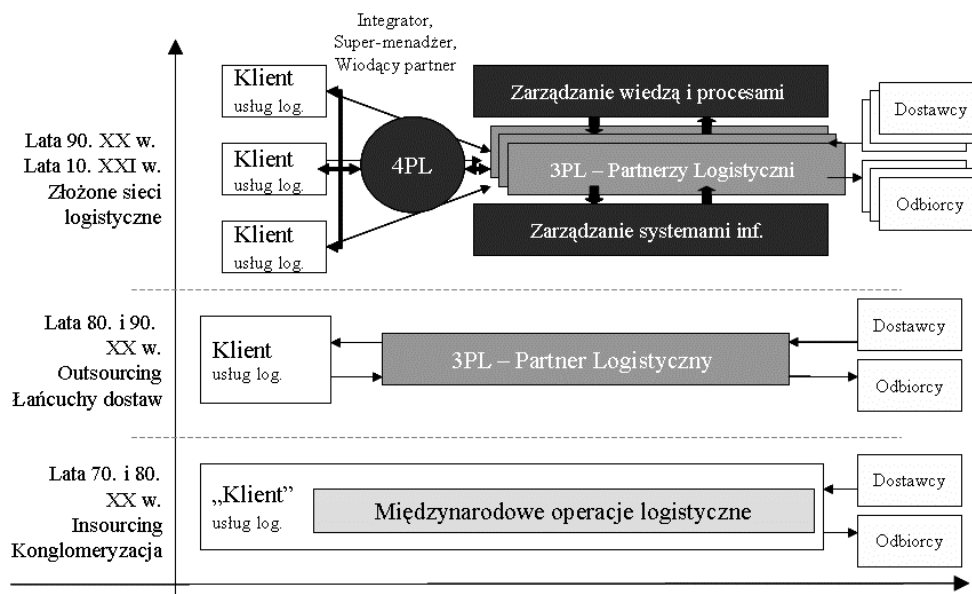 Integrator,
Super-menadżer,
Wiodący partner
Lata 90. XX w.
Lata 10. XXI w.
Złożone sieci
logistyczne
Klient
usług log.
Klient
usług log.
Klient
usług log.
4PL
Zarządzanie wiedzą i procesami
3PL – Partnerzy Logistyczni
Zarządzanie systemami inf.
Dostawcy
Odbiorcy
Lata 80. i 90.
XX w.
Outsourcing
Łańcuchy dostaw
Klient
usług log.
3PL – Partner Logistyczny
Dostawcy
Odbiorcy
Lata 70. i 80.
XX w.
Insourcing
Konglomeryzacja
„Klient”
usług log.
Międzynarodowe operacje logistyczne
Dostawcy
Odbiorcy